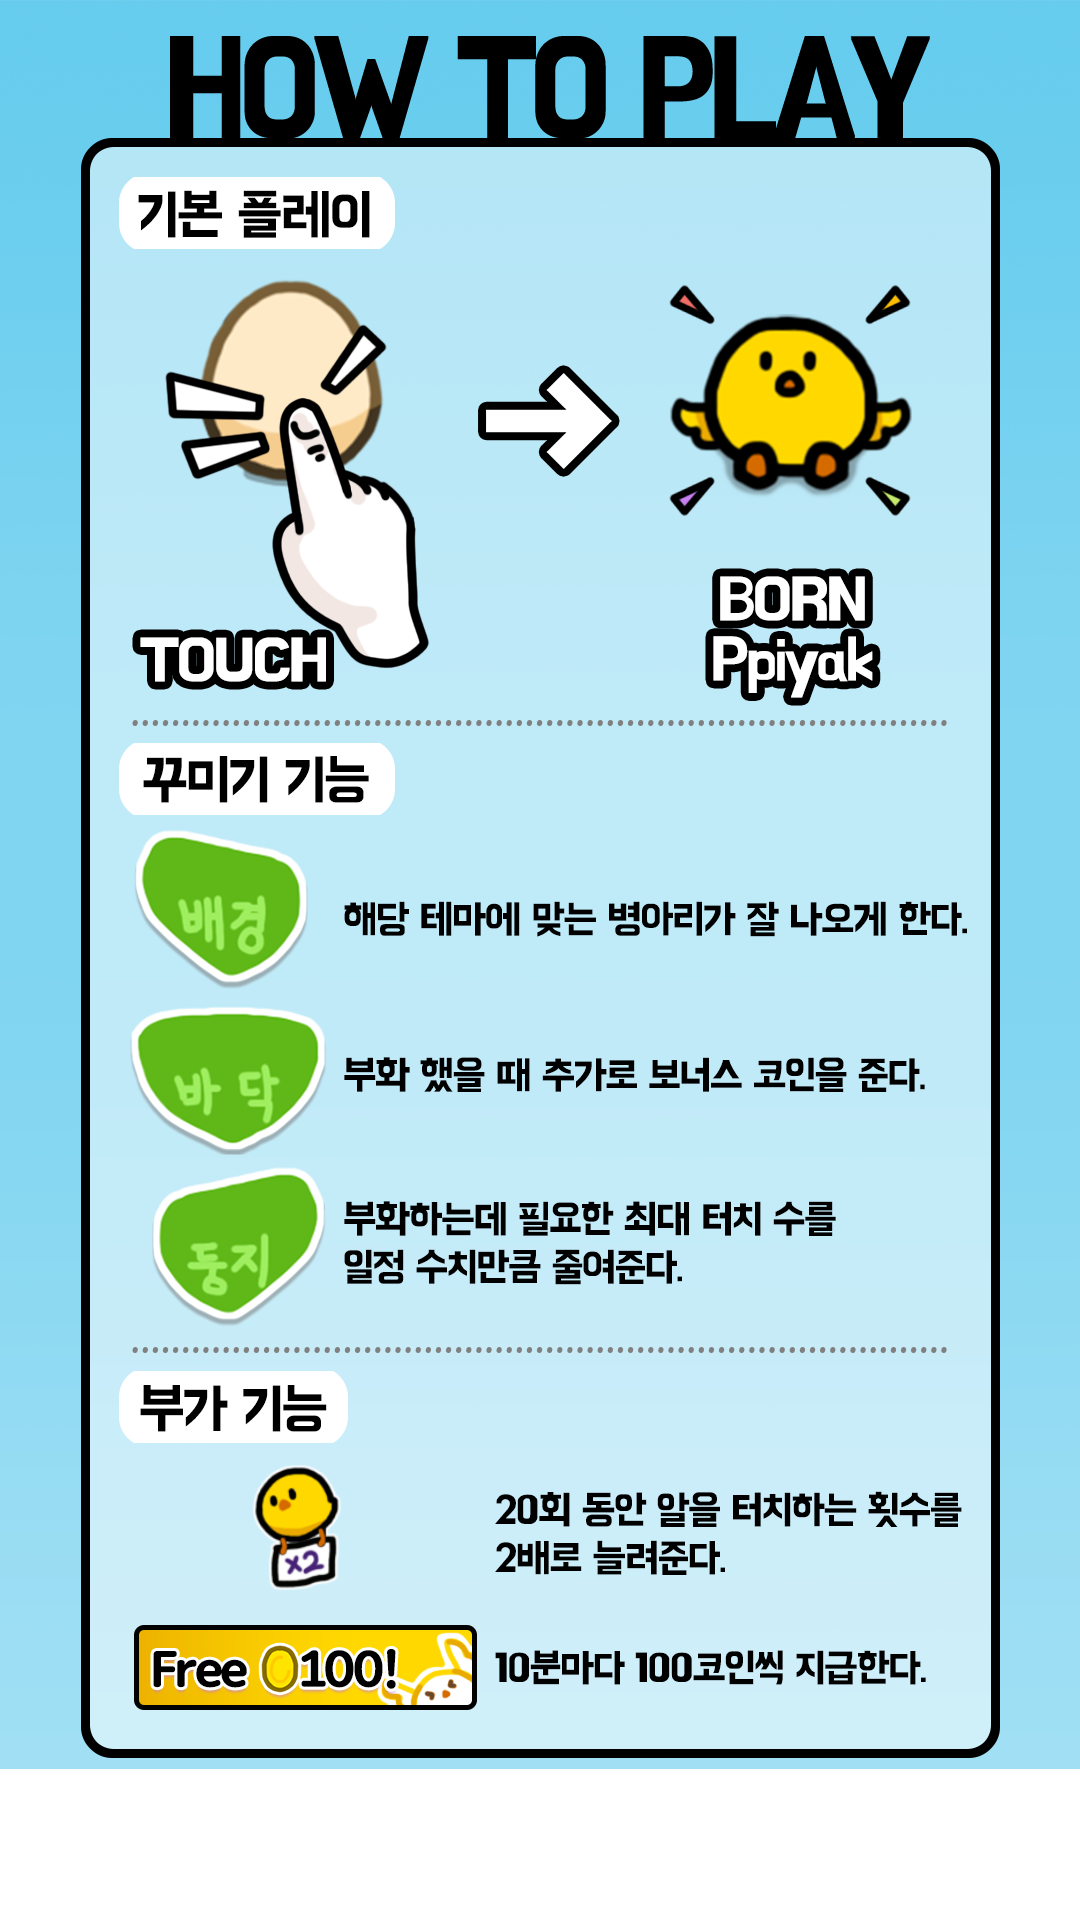 HOW TO PLAY
기본 플레이
TOUCH
BORN
Ppiyak
꾸미기 기능
배경
해당 테마에 맞는 병아리가 잘 나오게 한다.
바닥
부화 했을 때 추가로 보너스 코인을 준다.
둥지
부화하는데 필요한 최대 터치 수를
일정 수치만큼 줄여준다.
부가 기능
x2
20회 동안 알을 터치하는 횟수를
2배로 늘려준다.
Free 100!
10분마다 100코인씩 지급한다.